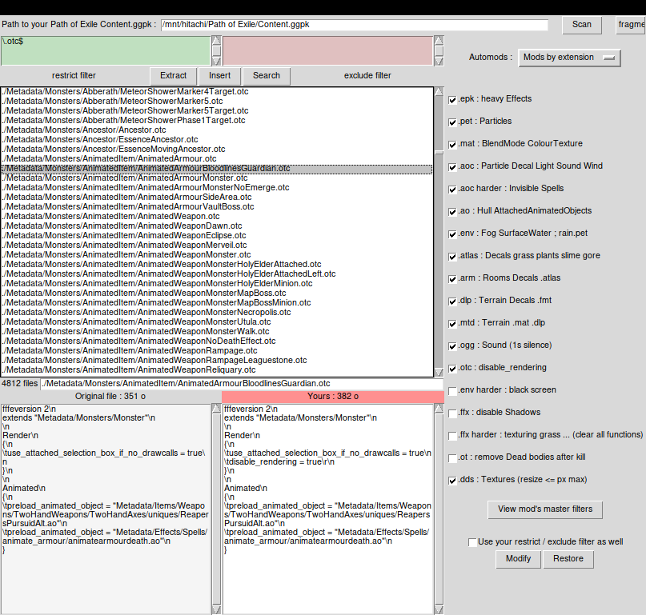 Path to your Path of Exile Content.ggpk : /mnt/hitachi/Path of Exile/Content.ggpk Scan fragme
\.otc$
Automods : Mods by extension
restrict filter Extract Insert Search exclude filter
./Metadata/Monsters/Abberath/MeteorShowerMarker4Target.otc
./Metadata/Monsters/Abberath/MeteorShowerMarker5.otc
./Metadata/Monsters/Abberath/MeteorShowerMarker5Target.otc
./Metadata/Monsters/Abberath/MeteorShowerPhase1Target.otc
./Metadata/Monsters/Ancestor/Ancestor.otc
./Metadata/Monsters/Ancestor/EssenceAncestor.otc
./Metadata/Monsters/Ancestor/EssenceMovingAncestor.otc
./Metadata/Monsters/AnimatedItem/AnimatedArmour.otc
./Metadata/Monsters/AnimatedItem/AnimatedArmourBloodlinesGuardian.otc
./Metadata/Monsters/AnimatedItem/AnimatedArmourMonster.otc
./Metadata/Monsters/AnimatedItem/AnimatedArmourMonsterNoEmerge.otc
./Metadata/Monsters/AnimatedItem/AnimatedArmourSideArea.otc
./Metadata/Monsters/AnimatedItem/AnimatedArmourVaultBoss.otc
./Metadata/Monsters/AnimatedItem/AnimatedWeapon.otc
./Metadata/Monsters/AnimatedItem/AnimatedWeaponDawn.otc
./Metadata/Monsters/AnimatedItem/AnimatedWeaponEclipse.otc
./Metadata/Monsters/AnimatedItem/AnimatedWeaponMerveil.otc
./Metadata/Monsters/AnimatedItem/AnimatedWeaponMonster.otc
./Metadata/Monsters/AnimatedItem/AnimatedWeaponMonsterHolyElderAttached.otc
./Metadata/Monsters/AnimatedItem/AnimatedWeaponMonsterHolyElderAttachedLeft.otc
./Metadata/Monsters/AnimatedItem/AnimatedWeaponMonsterHolyElderMinion.otc
./Metadata/Monsters/AnimatedItem/AnimatedWeaponMonsterMapBoss.otc
./Metadata/Monsters/AnimatedItem/AnimatedWeaponMonsterMapBossMinion.otc
./Metadata/Monsters/AnimatedItem/AnimatedWeaponMonsterNecropolis.otc
./Metadata/Monsters/AnimatedItem/AnimatedWeaponMonsterUtula.otc
./Metadata/Monsters/AnimatedItem/AnimatedWeaponMonsterWalk.otc
./Metadata/Monsters/AnimatedItem/AnimatedWeaponNoDeathEffect.otc
./Metadata/Monsters/AnimatedItem/AnimatedWeaponRampage.otc
./Metadata/Monsters/AnimatedItem/AnimatedWeaponRampageLeaguestone.otc
./Metadata/Monsters/AnimatedItem/AnimatedWeaponReliquary.otc
4812 files ./Metadata/Monsters/AnimatedItem/AnimatedArmourBloodlinesGuardian.otc
Original file : 351 o
fffeversion 2\n
extends "Metadata/Monsters/Monster"\n
\n
Render\n
{\n
\tuse_attached_selection_box_if_no_drawcalls = true\
n
}\n
\n
Animated\n
{\n
\tpreload_animated_object = "Metadata/Items/Weapo
ns/TwoHandWeapons/TwoHandAxes/uniques/Reaper
sPursuidAlt.ao"\n
\tpreload_animated_object = "Metadata/Effects/Spells/
animate_armour/animatearmourdeath.ao"\n
}
Yours : 382 o
fffeversion 2\n
extends "Metadata/Monsters/Monster"\n
\n
Render\n
{\n
\tuse_attached_selection_box_if_no_drawcalls = true\n
\tdisable_rendering = true\r\n
}\n
\n
Animated\n
{\n
\tpreload_animated_object = "Metadata/Items/Weapon
s/TwoHandWeapons/TwoHandAxes/uniques/Reapers
PursuidAlt.ao"\n
\tpreload_animated_object = "Metadata/Effects/Spells/
animate_armour/animatearmourdeath.ao"\n
}
.epk : heavy Effects
.pet : Particles
.mat : BlendMode ColourTexture
.aoc : Particle Decal Light Sound Wind
.aoc harder : Invisible Spells
.ao : Hull AttachedAnimatedObjects
.env : Fog SurfaceWater ; rain.pet
.atlas : Decals grass plants slime gore
.arm : Rooms Decals .atlas
.dlp : Terrain Decals .fmt
.mtd : Terrain .mat .dlp
.ogg : Sound (1s silence)
.otc : disable_rendering
.env harder : black screen
.ffx : disable Shadows
.ffx harder : texturing grass ... (clear all functions)
.ot : remove Dead bodies after kill
.dds : Textures (resize <= px max)
View mod's master filters
Use your restrict / exclude filter as well
Modify Restore